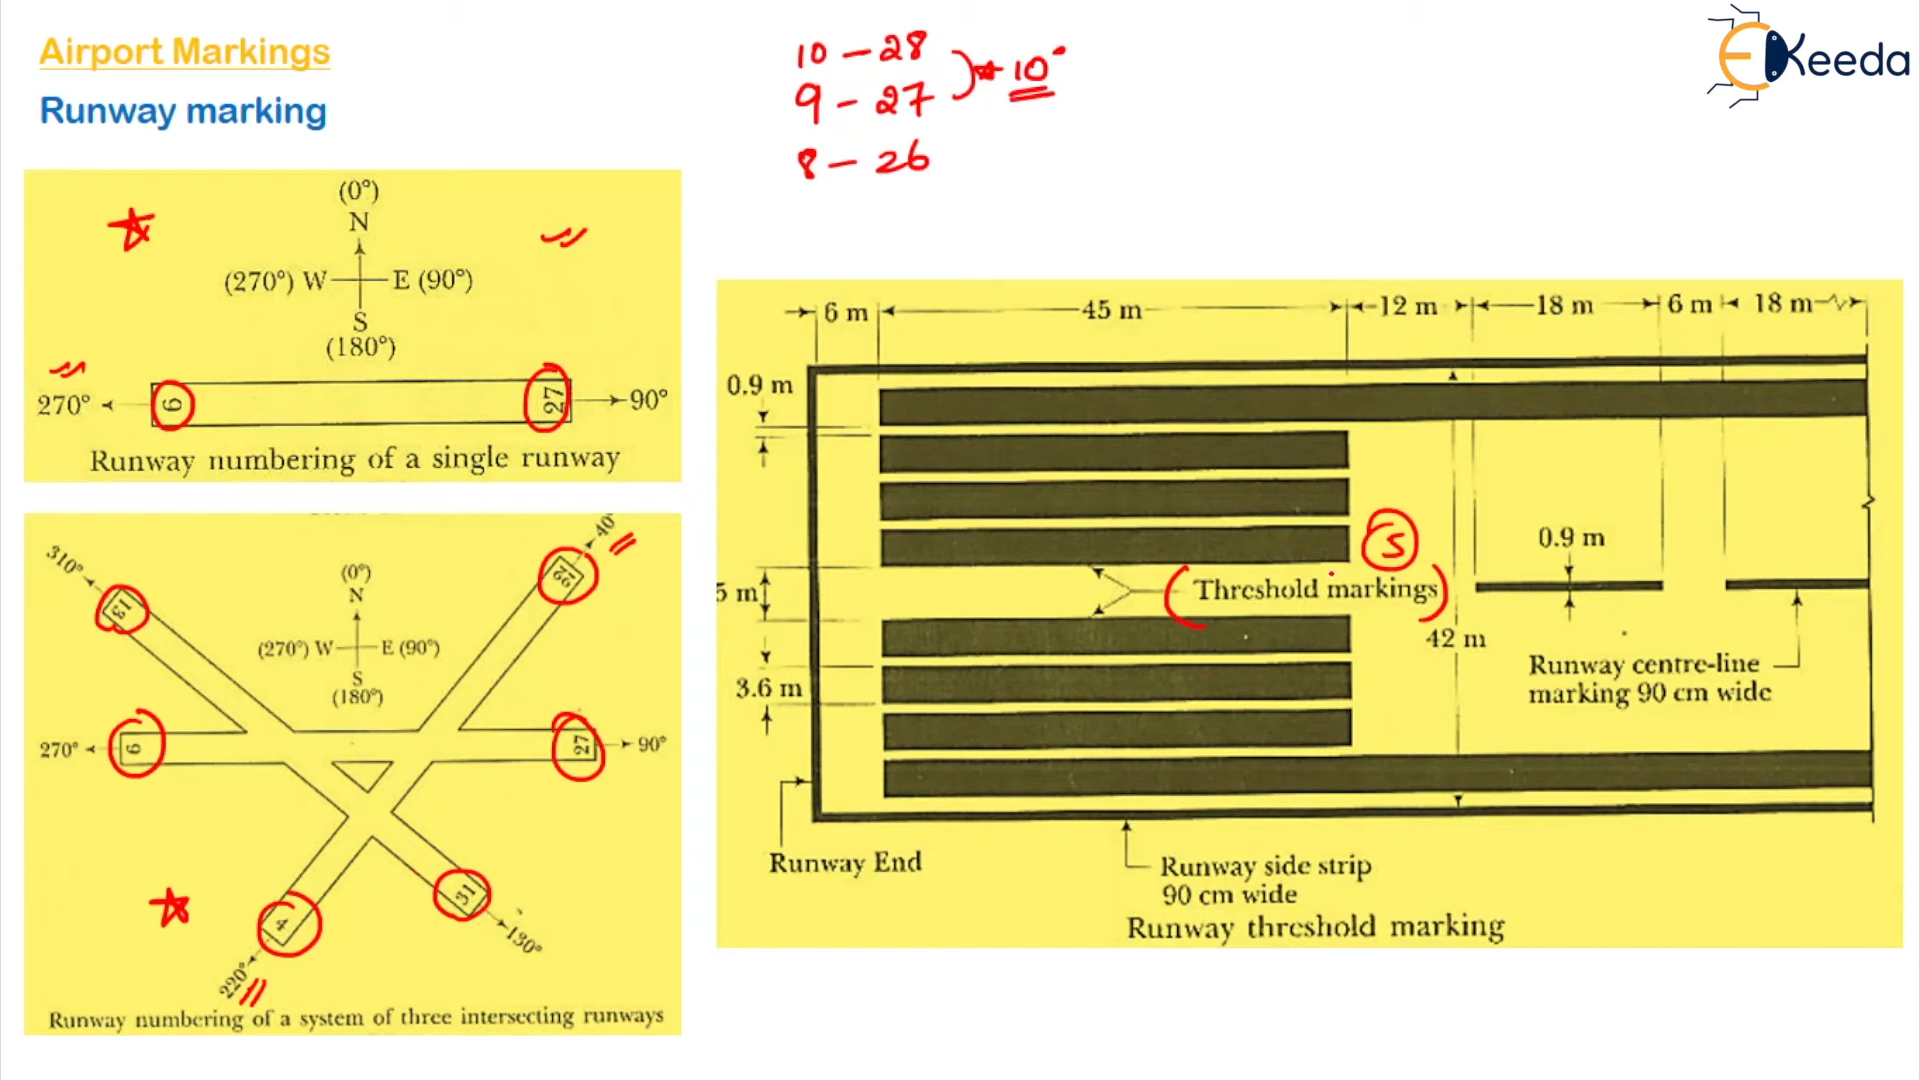 Airport Markings
Runway marking
10 – 28
9 – 27
10°
8 – 26
Keeda
(0°)
N
(270°) W
E (90°)
S
(180°)
270°
9
27
90°
Runway numbering of a single runway
310°
13
22
40°
(0°)
N
(270°) W
E (90°)
S
(180°)
270°
9
27
90°
4
31
220°
130°
Runway numbering of a system of three intersecting runways
6 m
45 m
12 m
18 m
6 m
18 m
0.9 m
5
0.9 m
5 m
Threshold markings
42 m
3.6 m
Runway centre-line
marking 90 cm wide
Runway End
Runway side strip
90 cm wide
Runway threshold marking